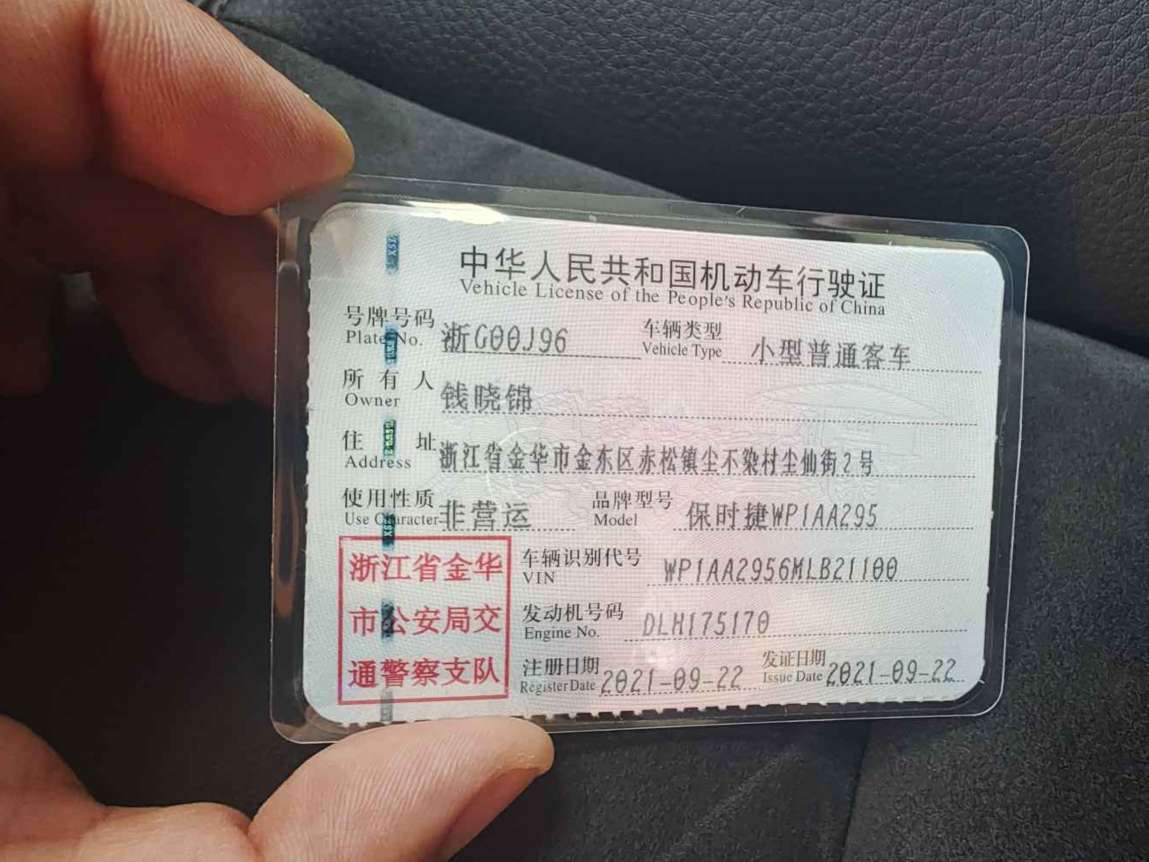 中华人民共和国机动车行驶证
Vehicle License of the People's Republic of China
号牌号码 浙G00J96 车辆类型 小型普通客车
Plate No. Vehicle Type
所有人 钱晓锦
Owner
住址 浙江省金华市金东区赤松镇尘不染村尘仙街2号
Address
使用性质 非营运 品牌型号 保时捷WP1AA295
Use Character Model
浙江省金华
市公安局交
通警察支队
车辆识别代号 WP1AA2956MLB21100
VIN
发动机号码 DLH175170
Engine No.
注册日期 2021-09-22 发证日期 2021-09-22
Register Date Issue Date